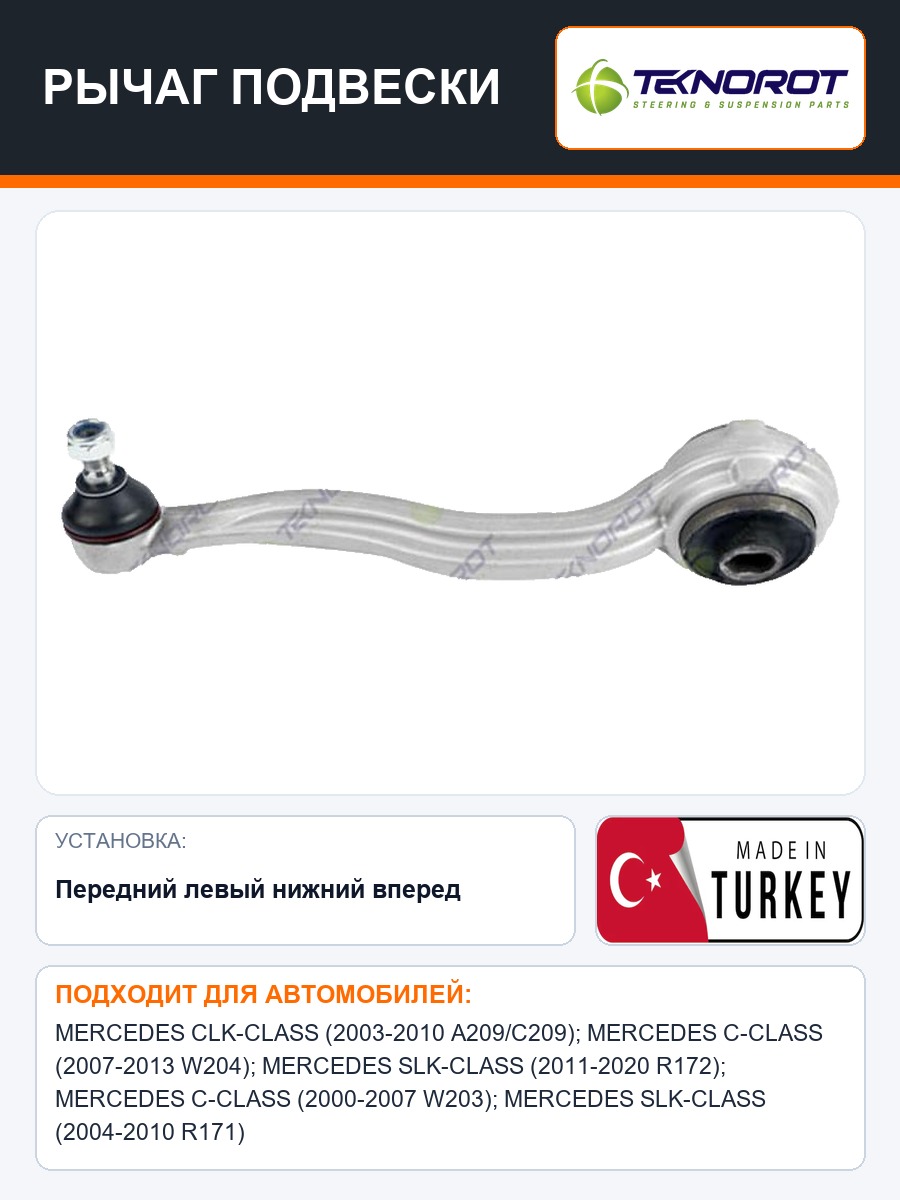 РЫЧАГ ПОДВЕСКИ
TEKNOROT
STEERING & SUSPENSION PARTS
TEKNOROT
УСТАНОВКА:
Передний левый нижний вперед
MADE IN
TURKEY
ПОДХОДИТ ДЛЯ АВТОМОБИЛЕЙ:
MERCEDES CLK-CLASS (2003-2010 A209/C209); MERCEDES C-CLASS
(2007-2013 W204); MERCEDES SLK-CLASS (2011-2020 R172);
MERCEDES C-CLASS (2000-2007 W203); MERCEDES SLK-CLASS
(2004-2010 R171)